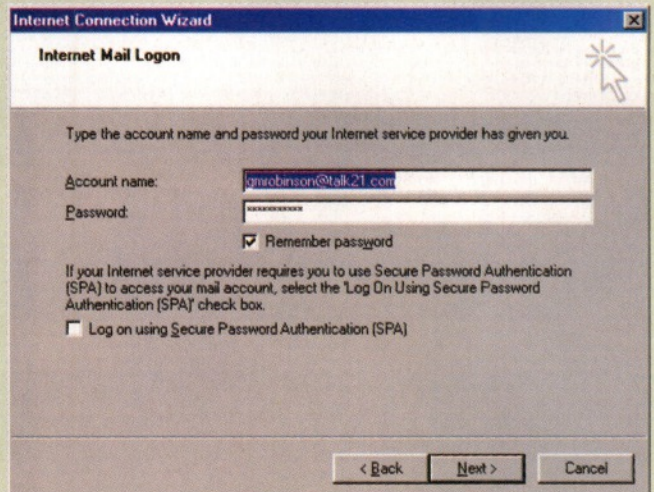 Internet Connection Wizard
Internet Mail Logon
Type the account name and password your Internet service provider has given you.
Account name:
gmrobinson@talk21.com
Password:
***********
Remember password
If your Internet service provider requires you to use Secure Password Authentication
(SPA) to access your mail account, select the 'Log On Using Secure Password
Authentication (SPA)' check box.
Log on using Secure Password Authentication (SPA)
< Back
Next >
Cancel